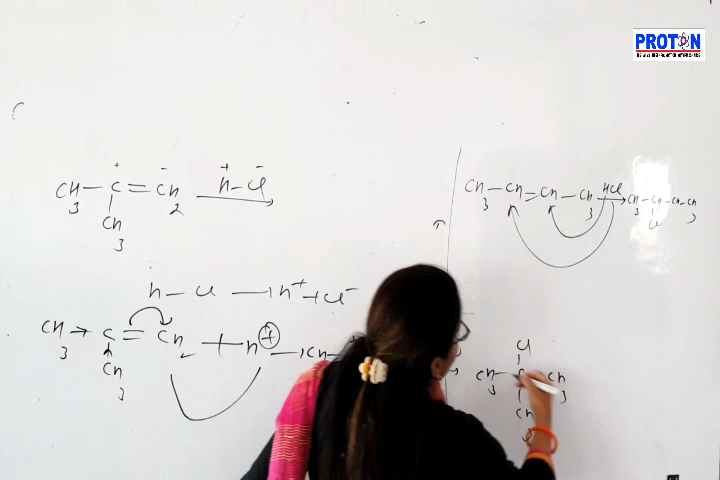 PROTON
CH3 - C = CH2
H - Cl
CH3
CH3 - CH = CH - CH3 HCl → CH3 - CH - CH2 - CH3
Cl
H - Cl → H+ + Cl-
CH3 → C = CH2 + H+ → CH3
CH3
Cl
CH3 - C - CH3
CH3